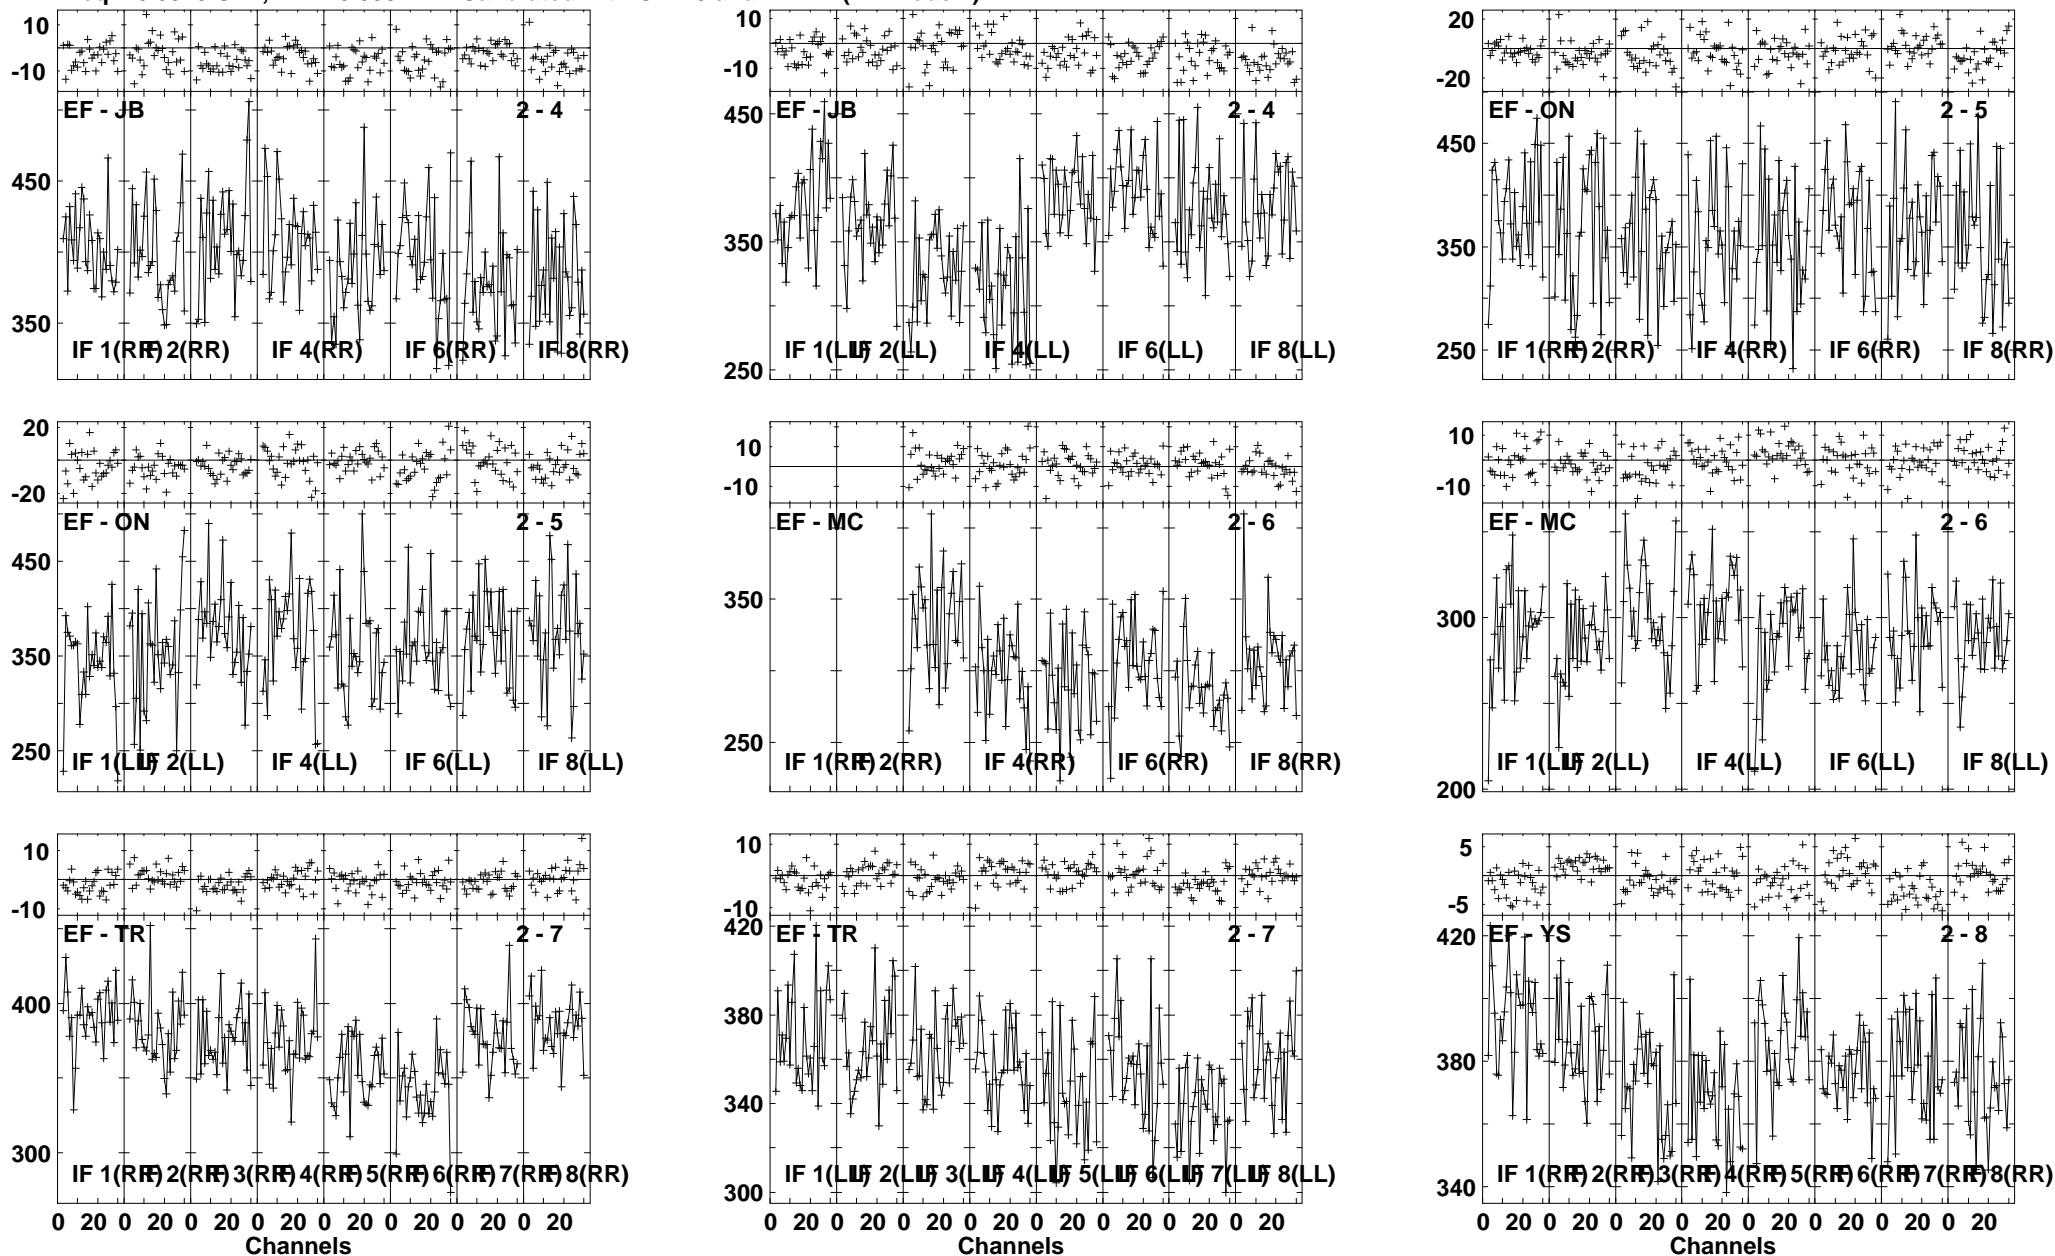 10
-10
EF - JB
2 - 4
450
350
IF 1(RR)
IF 2(RR)
IF 4(RR)
IF 6(RR)
IF 8(RR)
10
-10
EF - JB
2 - 4
450
350
250
IF 1(LL)
IF 2(LL)
IF 4(LL)
IF 6(LL)
IF 8(LL)
20
-20
EF - ON
2 - 5
450
350
250
IF 1(RR)
IF 2(RR)
IF 4(RR)
IF 6(RR)
IF 8(RR)
20
-20
EF - ON
2 - 5
450
350
250
IF 1(LL)
IF 2(LL)
IF 4(LL)
IF 6(LL)
IF 8(LL)
10
-10
EF - MC
2 - 6
350
250
IF 1(RR)
IF 2(RR)
IF 4(RR)
IF 6(RR)
IF 8(RR)
10
-10
EF - MC
2 - 6
300
200
IF 1(LL)
IF 2(LL)
IF 4(LL)
IF 6(LL)
IF 8(LL)
10
-10
EF - TR
2 - 7
400
300
IF 1(RR)
IF 2(RR)
IF 3(RR)
IF 4(RR)
IF 5(RR)
IF 6(RR)
IF 7(RR)
IF 8(RR)
0 20 0 20 0 20 0 20 0 20 0 20 0 20 0 20
Channels
10
-10
EF - TR
2 - 7
420
380
340
300
IF 1(LL)
IF 2(LL)
IF 3(LL)
IF 4(LL)
IF 5(LL)
IF 6(LL)
IF 7(LL)
IF 8(LL)
0 20 0 20 0 20 0 20 0 20 0 20 0 20 0 20
Channels
5
-5
EF - YS
2 - 8
420
380
340
IF 1(RR)
IF 2(RR)
IF 3(RR)
IF 4(RR)
IF 5(RR)
IF 6(RR)
IF 7(RR)
IF 8(RR)
0 20 0 20 0 20 0 20 0 20 0 20 0 20 0 20
Channels